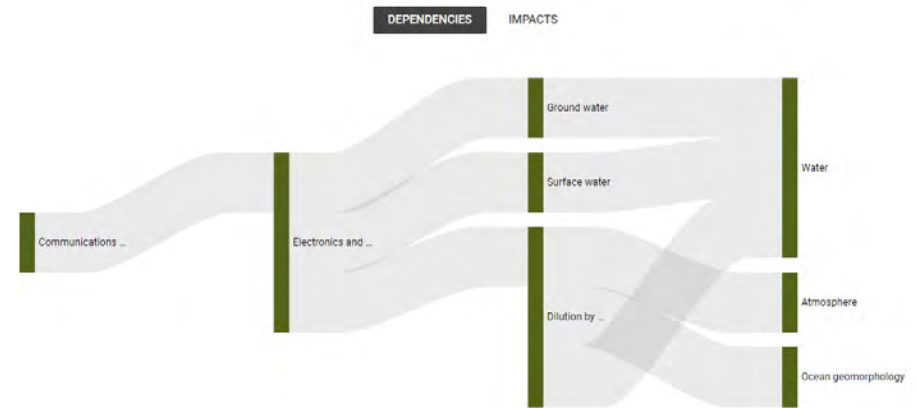 DEPENDENCIES IMPACTS
Ground water
Water
Surface water
Communications ...
Electronics and ...
Atmosphere
Dilution by ...
Ocean geomorphology